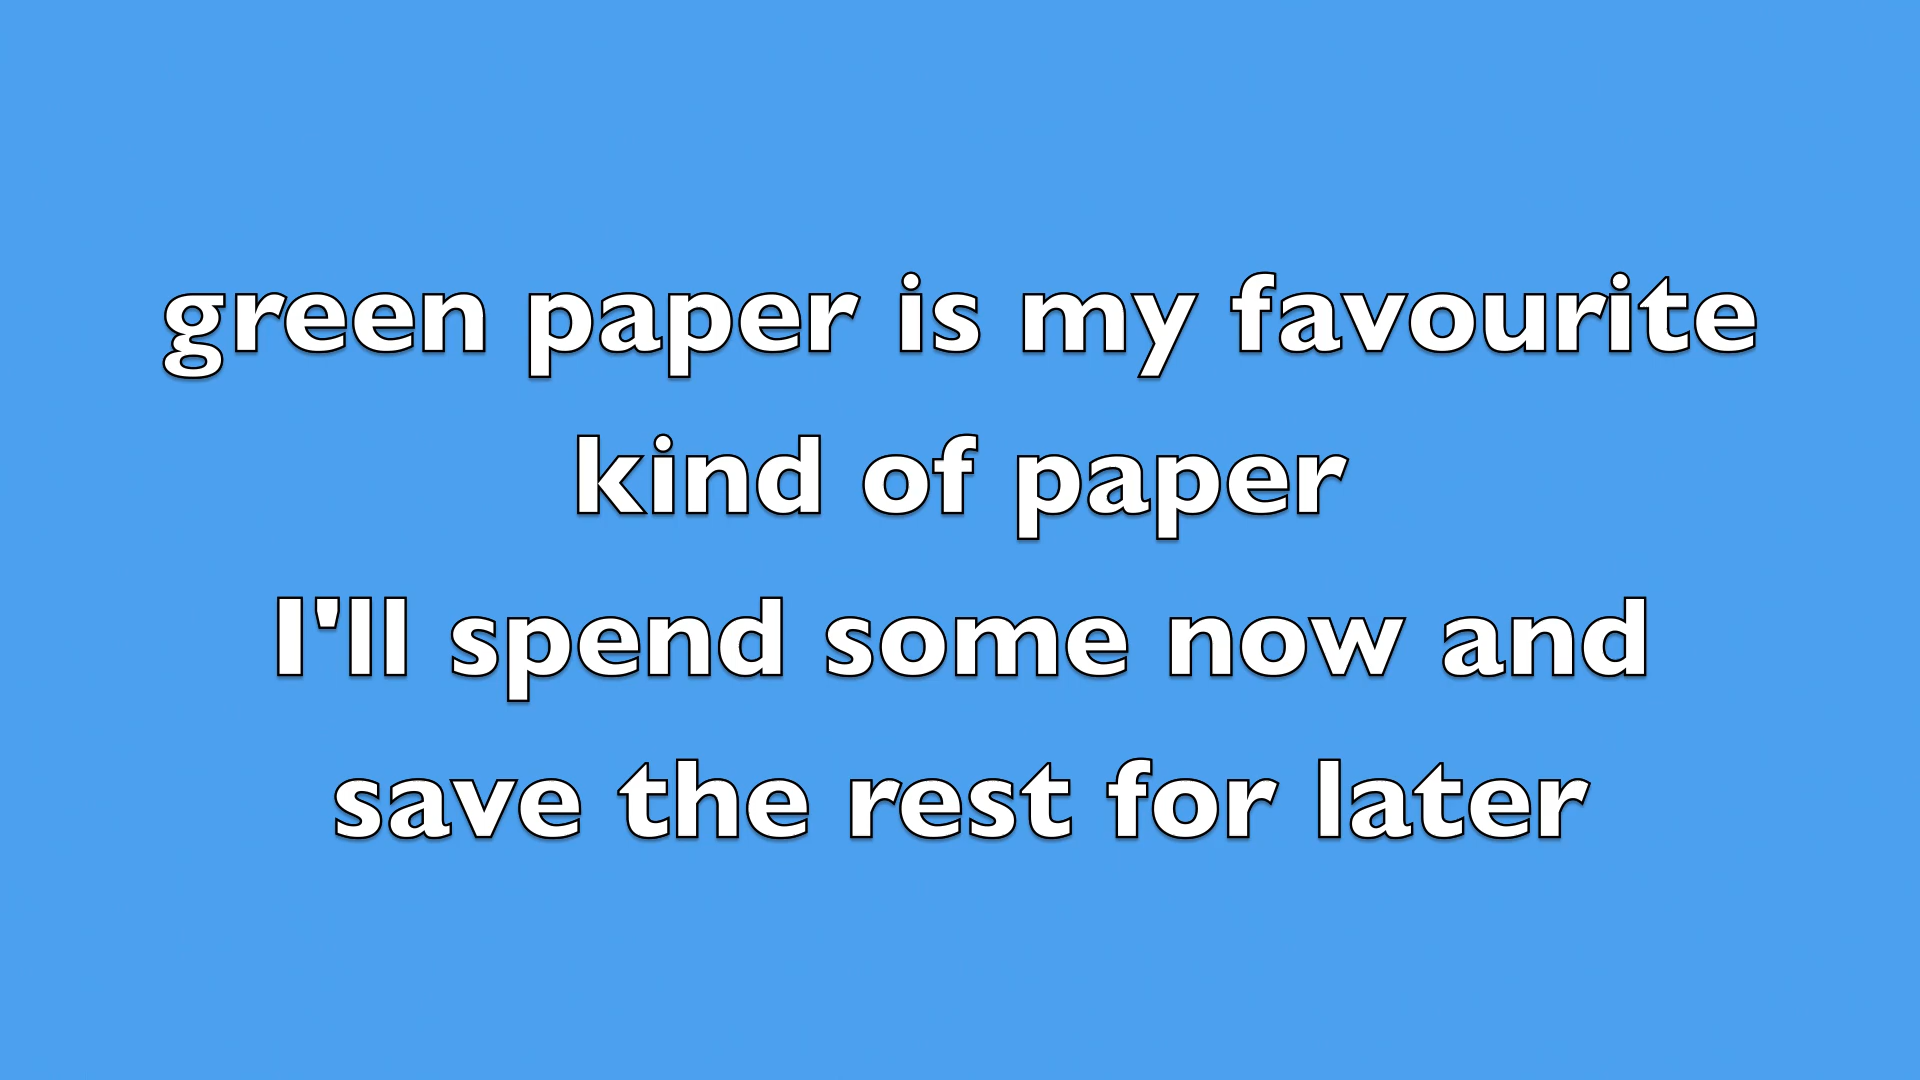 green paper is my favourite
kind of paper
I'll spend some now and
save the rest for later